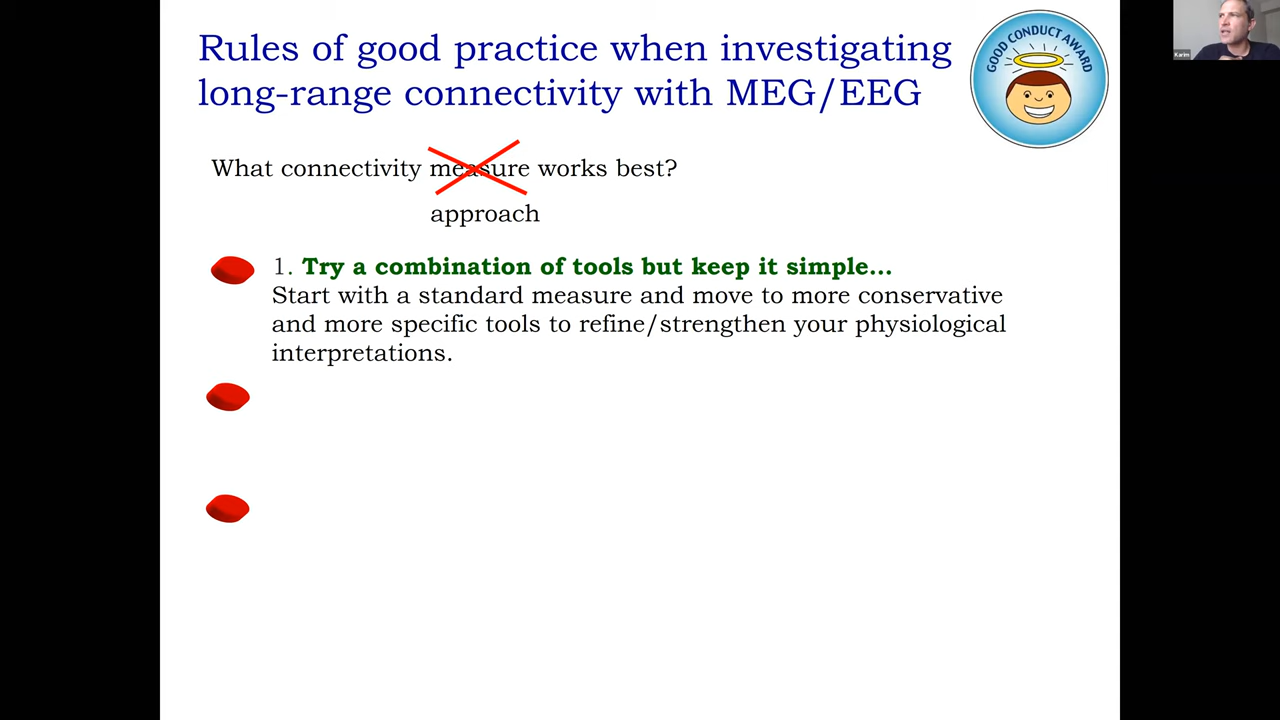 Rules of good practice when investigating
long-range connectivity with MEG/EEG
GOOD CONDUCT AWARD
Karim
What connectivity measure works best?
approach
1. Try a combination of tools but keep it simple...
Start with a standard measure and move to more conservative
and more specific tools to refine/strengthen your physiological
interpretations.